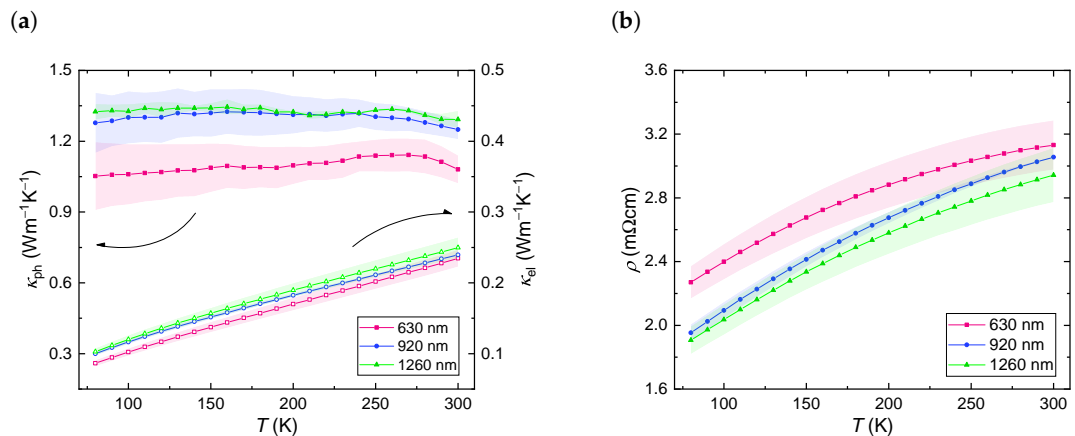 (a)
1.5
1.2
0.9
0.6
0.3
κph (Wm⁻¹K⁻¹)
0.5
0.4
0.3
0.2
0.1
κel (Wm⁻¹K⁻¹)
630 nm
920 nm
1260 nm
100 150 200 250 300
T (K)
(b)
3.6
3.2
2.8
2.4
2.0
1.6
ρ (mΩcm)
630 nm
920 nm
1260 nm
100 150 200 250 300
T (K)